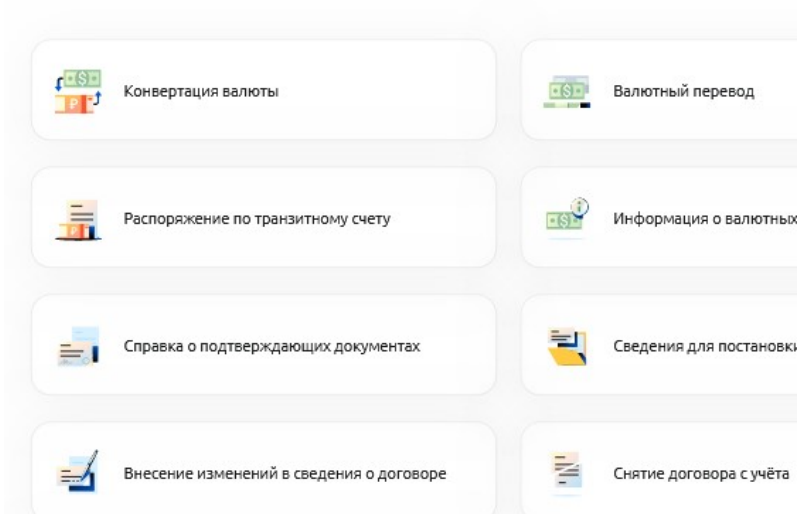 Конвертация валюты
Валютный перевод
Распоряжение по транзитному счету
Информация о валютных
Справка о подтверждающих документах
Сведения для постановки
Внесение изменений в сведения о договоре
Снятие договора с учёта